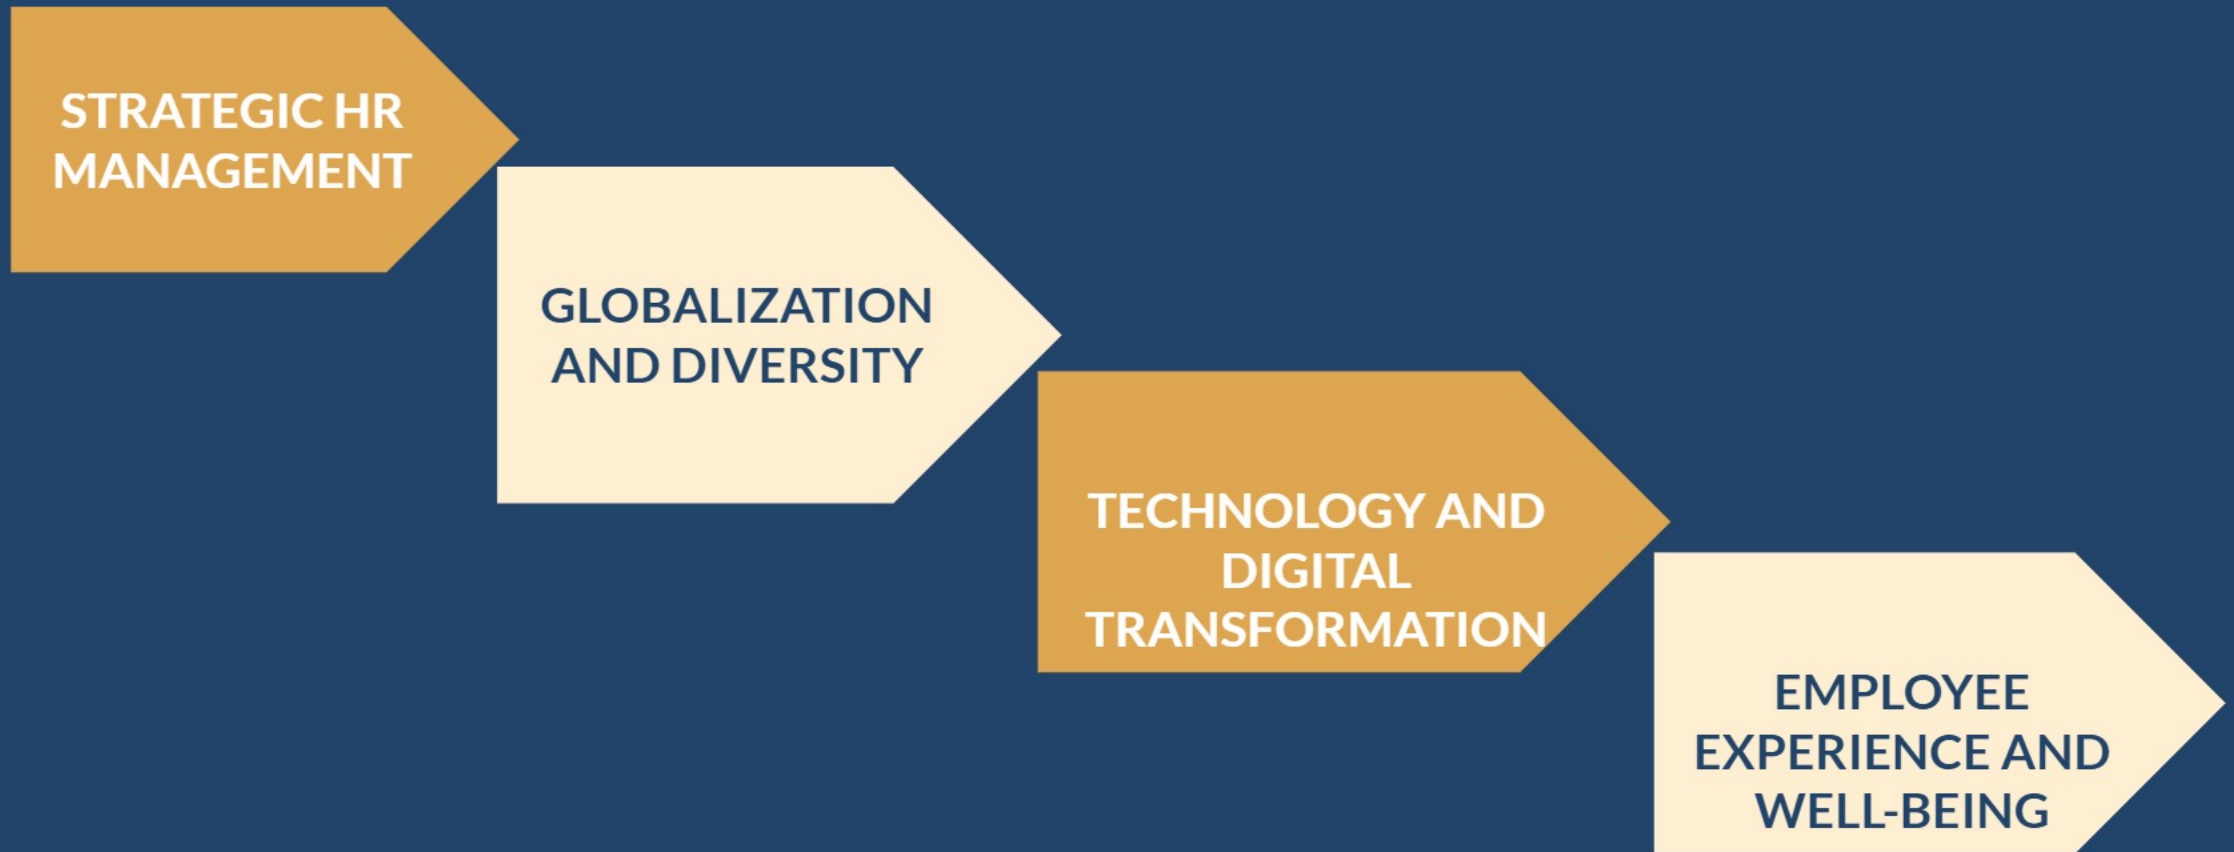 STRATEGIC HR
MANAGEMENT
GLOBALIZATION
AND DIVERSITY
TECHNOLOGY AND
DIGITAL
TRANSFORMATION
EMPLOYEE
EXPERIENCE AND
WELL-BEING